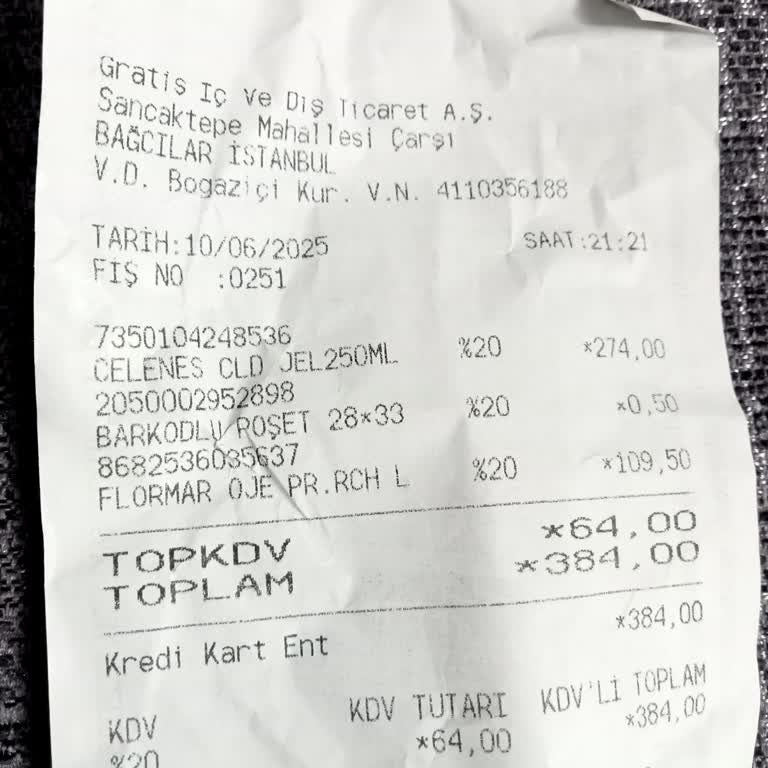 Gratis Iç Ve Diş Ticaret A.Ş.
Sancaktepe Mahallesi Çarşı
BAĞCILAR İSTANBUL
V.D. Bogaziçi Kur. V.N. 4110356188
TARİH:10/06/2025 SAAT:21:21
FİŞ NO :0251
7350104248536
CELENES CLD JEL250ML %20 *274,00
2050002952898
BARKODLU POŞET 28*33 %20 *0,50
8682536035637
FLORMAR OJE PR.RCH L %20 *109,50
TOPKDV *64,00
TOPLAM *384,00
Kredi Kart Ent *384,00
KDV KDV TUTARI KDV'Lİ TOPLAM
%20 *64,00 *384,00